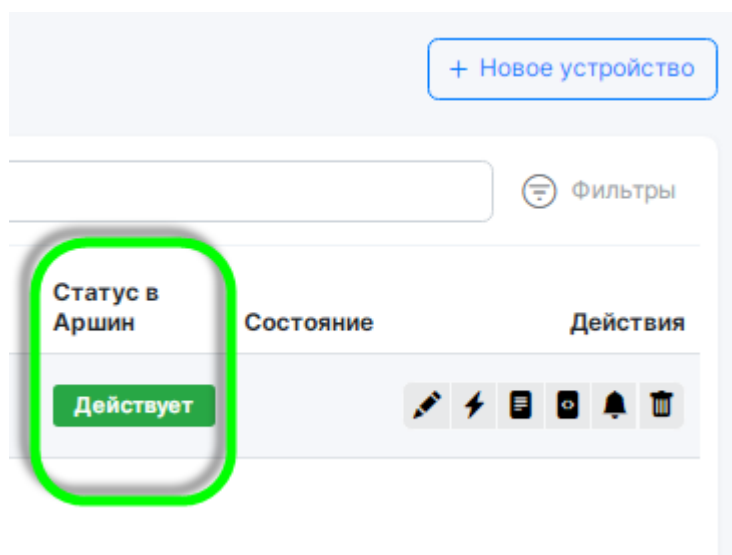 + Новое устройство
Фильтры
Статус в
Аршин
Состояние
Действия
Действует